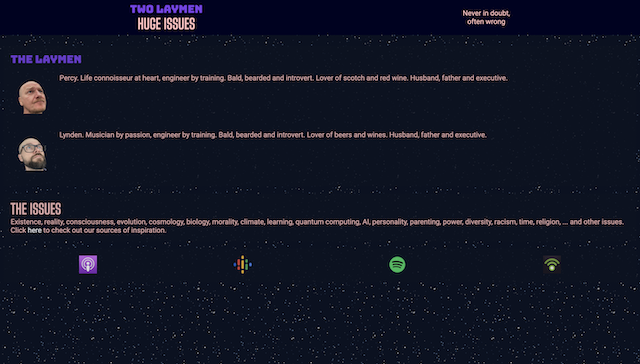 TWO LAYMEN
HUGE ISSUES
Never in doubt,
often wrong
THE LAYMEN
Percy. Life connoisseur at heart, engineer by training. Bald, bearded and introvert. Lover of scotch and red wine. Husband, father and executive.
Lynden. Musician by passion, engineer by training. Bald, bearded and introvert. Lover of beers and wines. Husband, father and executive.
THE ISSUES
Existence, reality, consciousness, evolution, cosmology, biology, morality, climate, learning, quantum computing, AI, personality, parenting, power, diversity, racism, time, religion, ... and other issues.
Click here to check out our sources of inspiration.